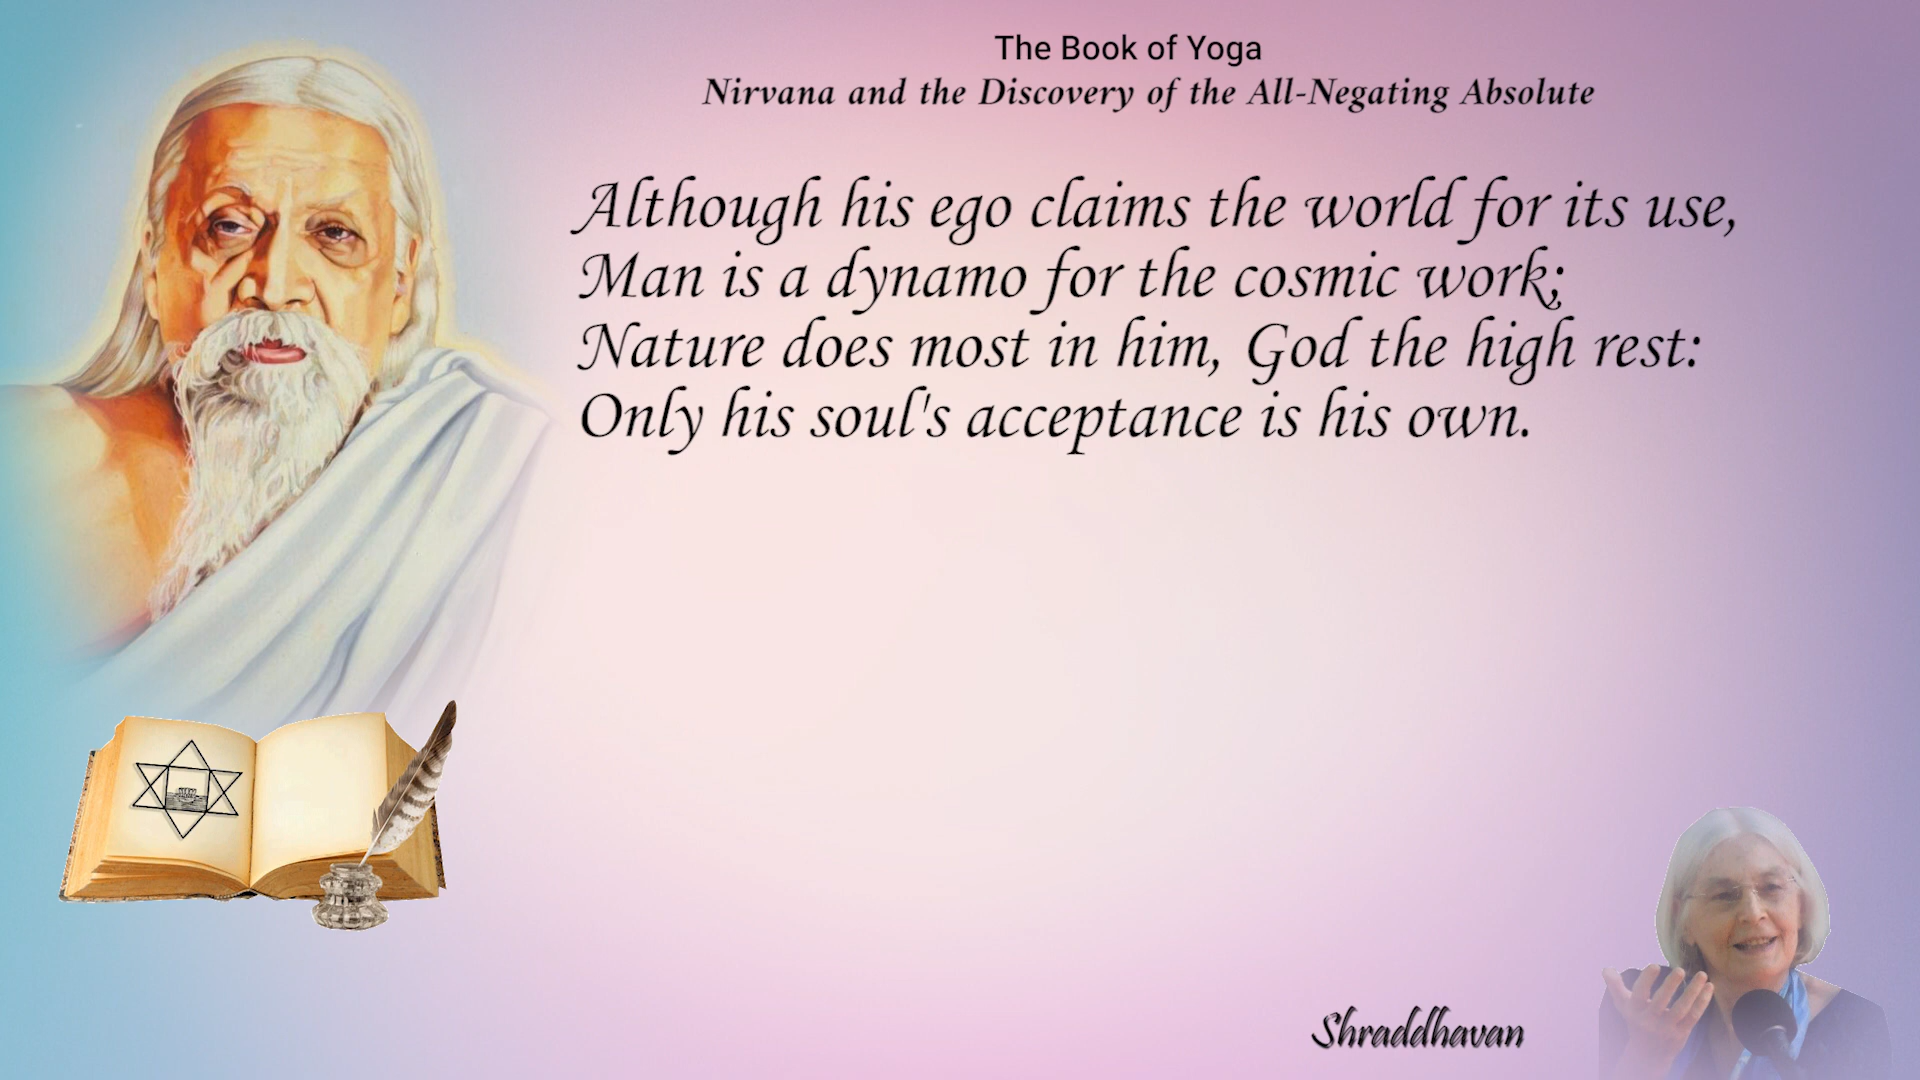 The Book of Yoga
Nirvana and the Discovery of the All-Negating Absolute
Although his ego claims the world for its use,
Man is a dynamo for the cosmic work;
Nature does most in him, God the high rest:
Only his soul's acceptance is his own.
Shraddhavan